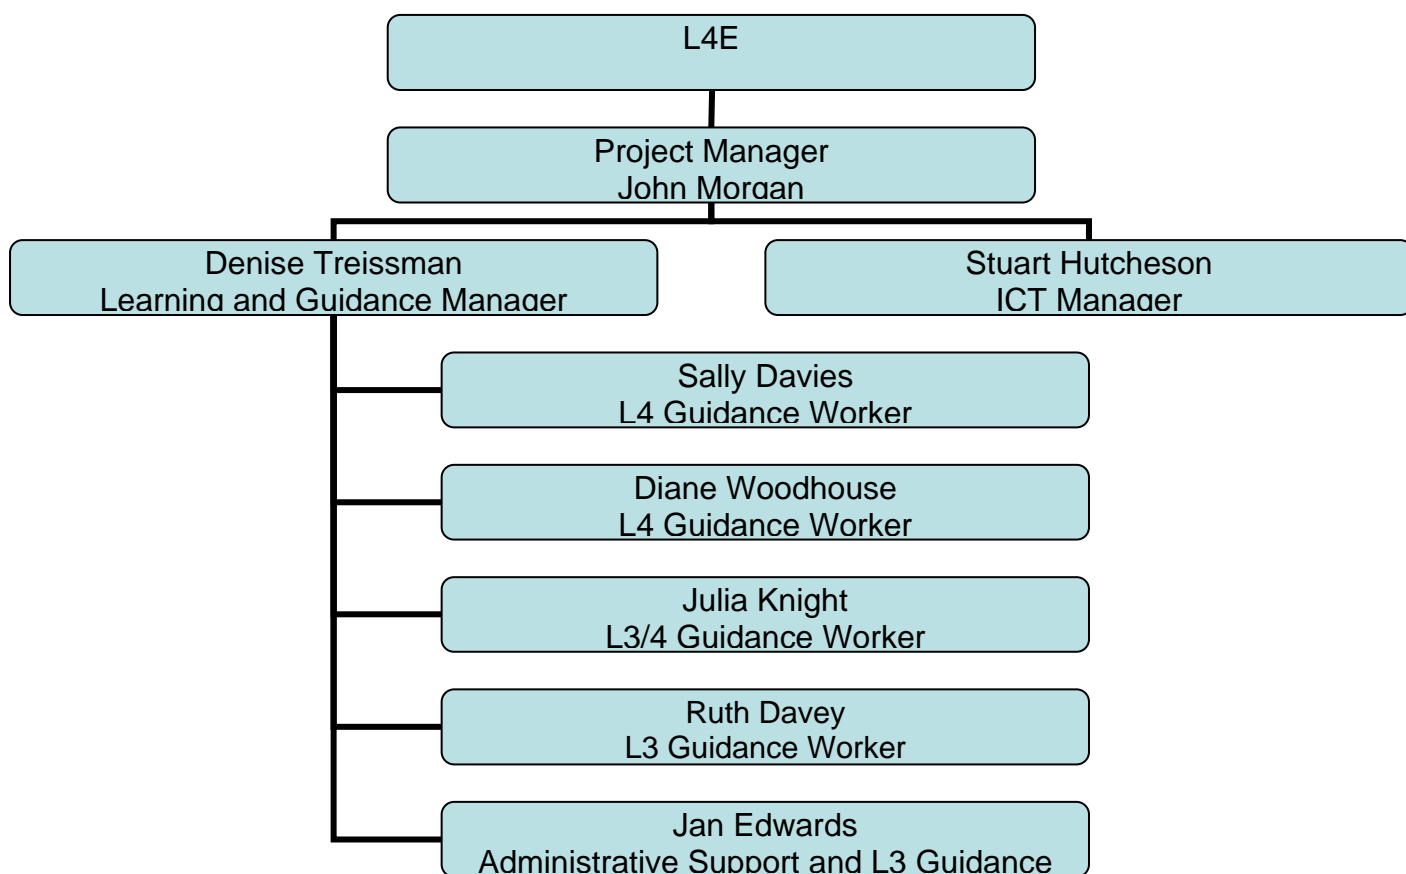 L4E
Project Manager
John Morgan
Denise Treissman
Learning and Guidance Manager
Stuart Hutcheson
ICT Manager
Sally Davies
L4 Guidance Worker
Diane Woodhouse
L4 Guidance Worker
Julia Knight
L3/4 Guidance Worker
Ruth Davey
L3 Guidance Worker
Jan Edwards
Administrative Support and L3 Guidance